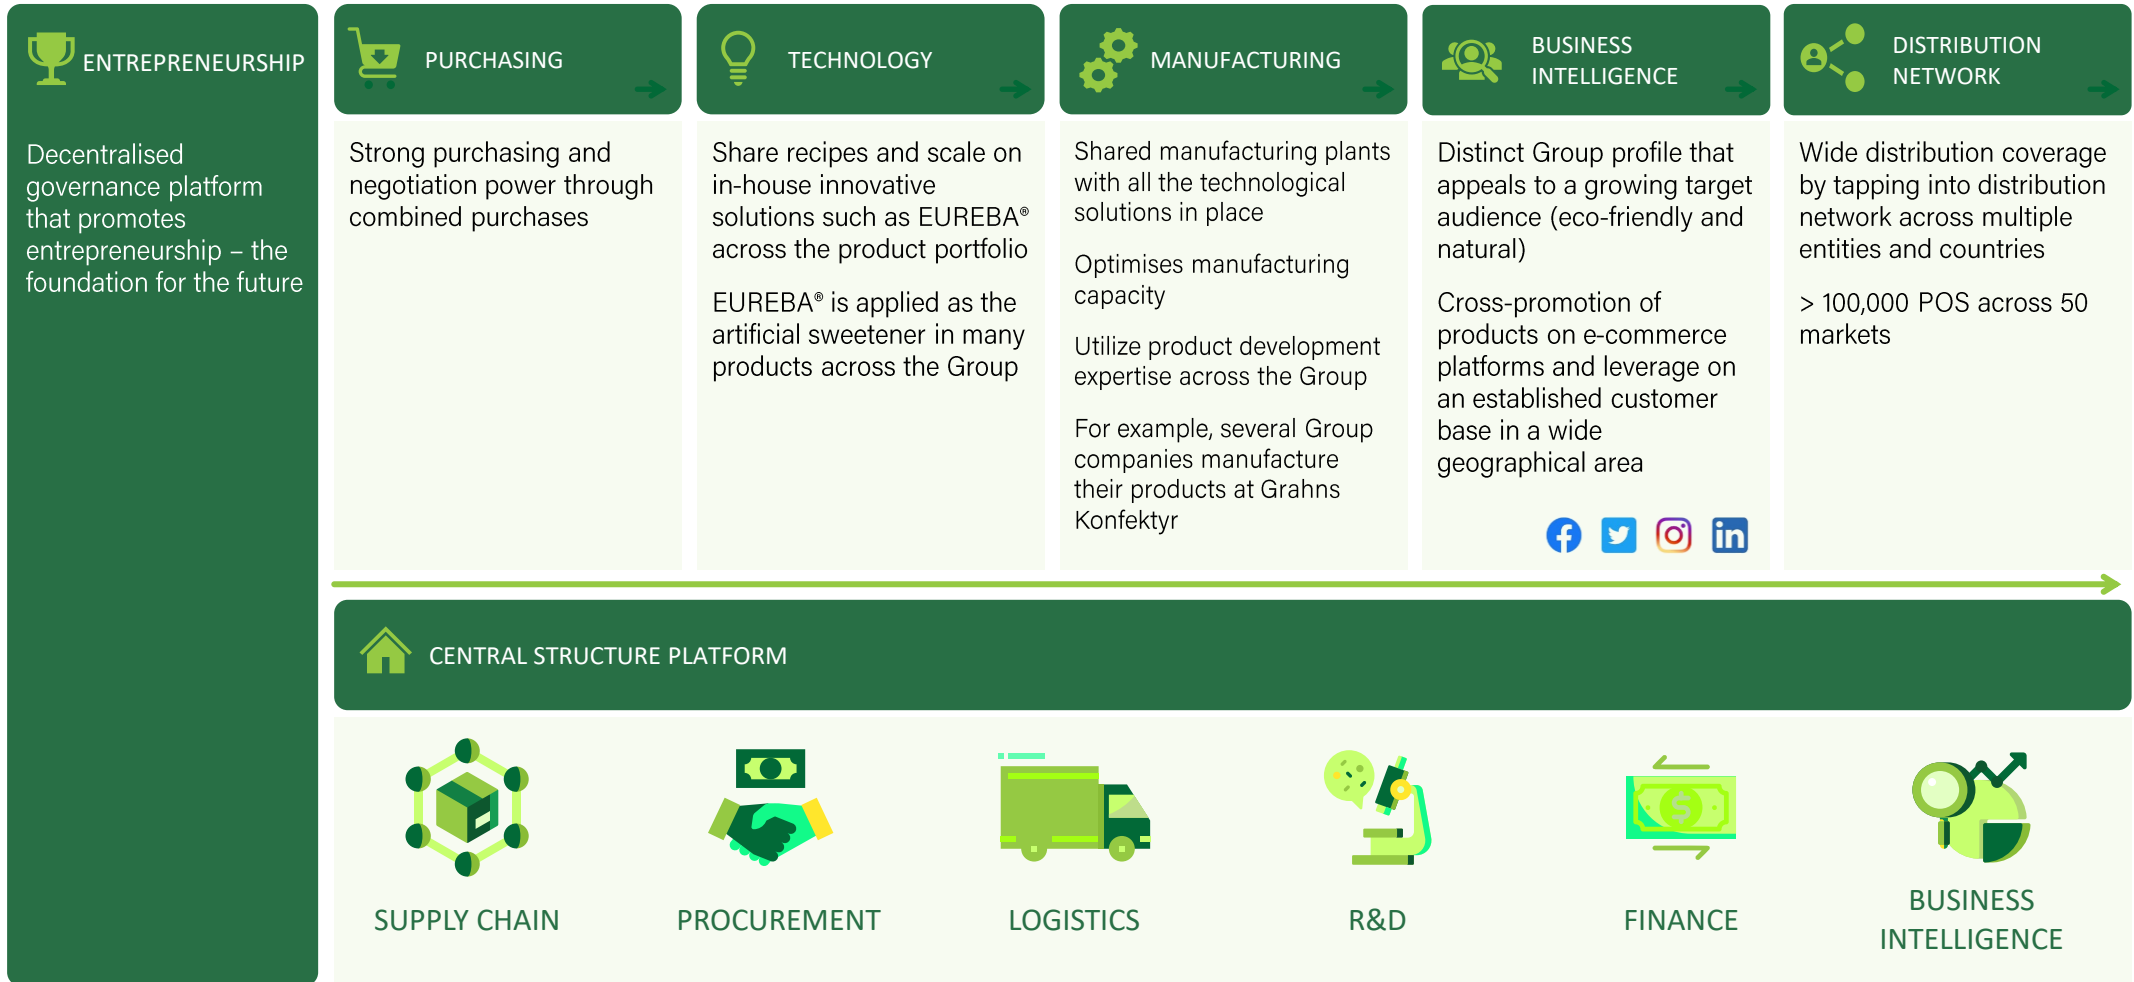 ENTREPRENEURSHIP
Decentralised
governance platform
that promotes
entrepreneurship – the
foundation for the future
PURCHASING
Strong purchasing and
negotiation power through
combined purchases
TECHNOLOGY
Share recipes and scale on
in-house innovative
solutions such as EUREBA®
across the product portfolio
EUREBA® is applied as the
artificial sweetener in many
products across the Group
MANUFACTURING
Shared manufacturing plants
with all the technological
solutions in place
Optimises manufacturing
capacity
Utilize product development
expertise across the Group
For example, several Group
companies manufacture
their products at Grahns
Konfektyr
BUSINESS
INTELLIGENCE
Distinct Group profile that
appeals to a growing target
audience (eco-friendly and
natural)
Cross-promotion of
products on e-commerce
platforms and leverage on
an established customer
base in a wide
geographical area
in
DISTRIBUTION
NETWORK
Wide distribution coverage
by tapping into distribution
network across multiple
entities and countries
> 100,000 POS across 50
markets
CENTRAL STRUCTURE PLATFORM
SUPPLY CHAIN
PROCUREMENT
LOGISTICS
R&D
FINANCE
BUSINESS
INTELLIGENCE